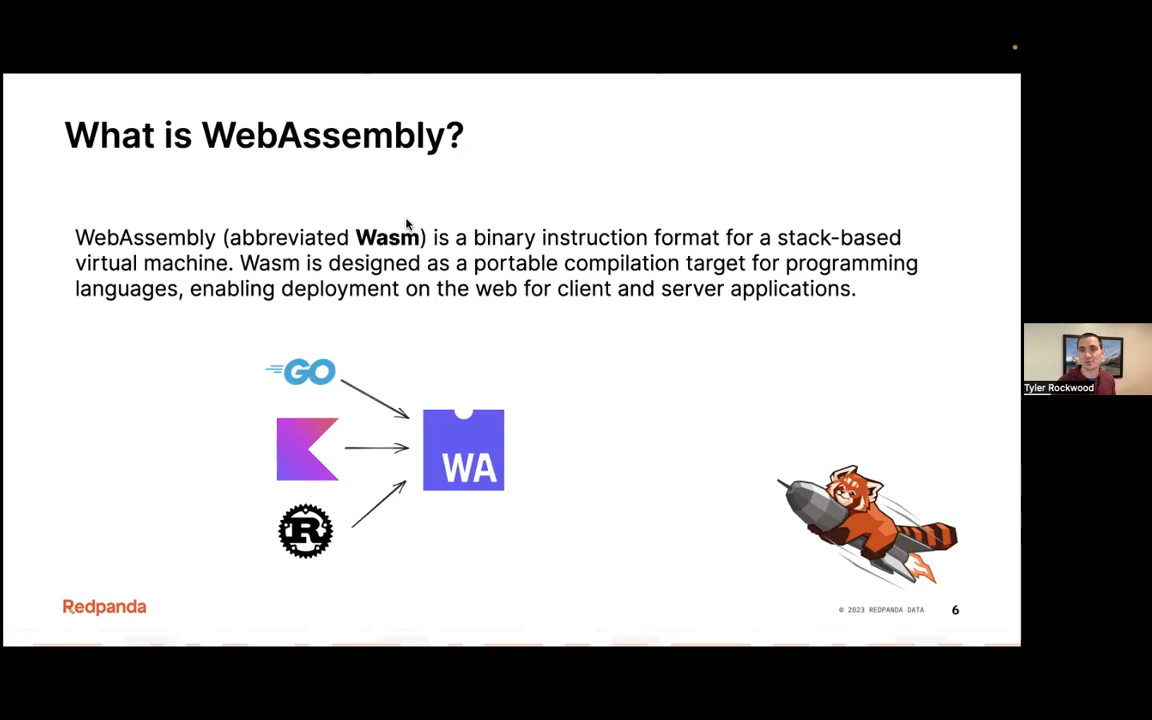 What is WebAssembly?
WebAssembly (abbreviated Wasm) is a binary instruction format for a stack-based
virtual machine. Wasm is designed as a portable compilation target for programming
languages, enabling deployment on the web for client and server applications.
GO
WA
R
Tyler Rockwood
Redpanda
© 2023 REDPANDA DATA
6